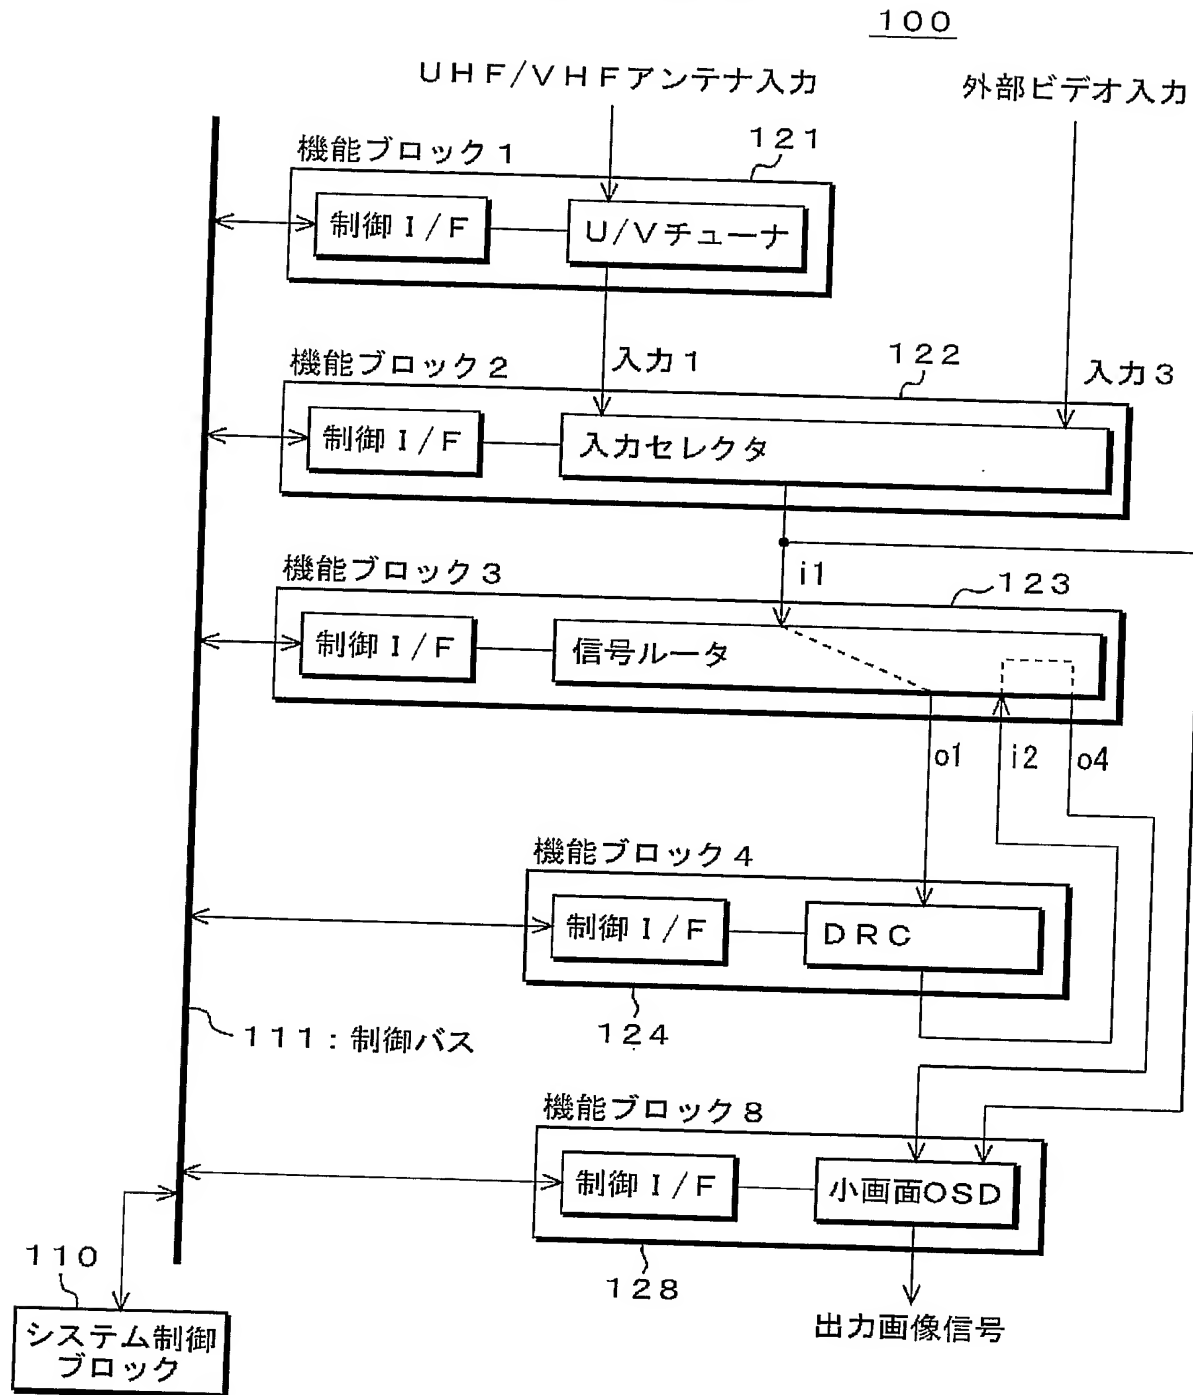 100
UHF/VHFアンテナ入力
外部ビデオ入力
機能ブロック1
121
制御I/F
U/Vチューナ
機能ブロック2
入力1
122
入力3
制御I/F
入力セレクタ
機能ブロック3
i1
123
制御I/F
信号ルータ
o1
i2
o4
機能ブロック4
制御I/F
DRC
124
111:制御バス
機能ブロック8
制御I/F
小画面OSD
128
110
システム制御
ブロック
出力画像信号